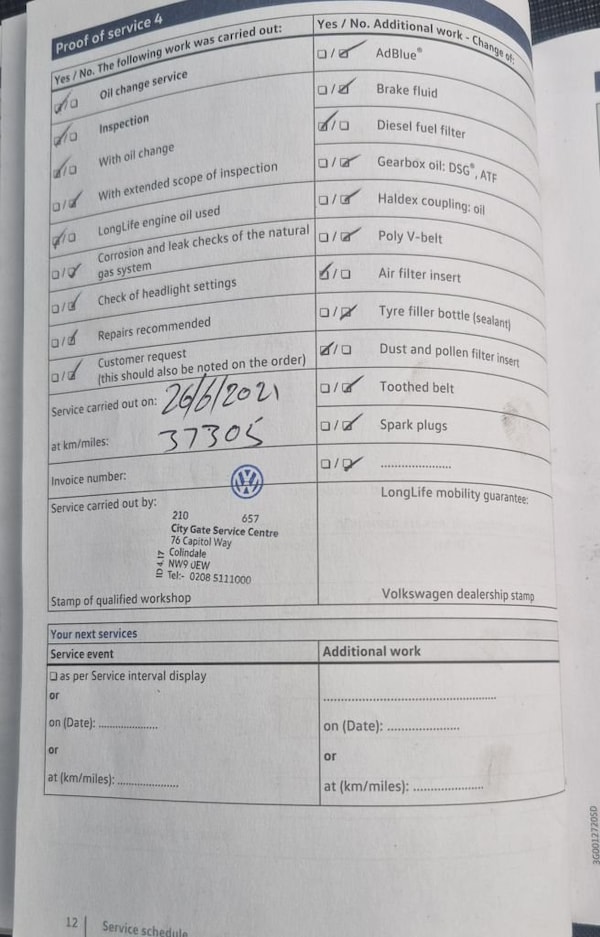 Proof of service 4
Yes / No. The following work was carried out:
Oil change service
Inspection
With oil change
With extended scope of inspection
LongLife engine oil used
Corrosion and leak checks of the natural
gas system
Check of headlight settings
Repairs recommended
Customer request
(this should also be noted on the order)
Service carried out on: 26/6/2021
at km/miles: 37305
Invoice number:
Service carried out by:
210 657
City Gate Service Centre
76 Capitol Way
Colindale
NW9 0EW
Tel:- 0208 5111000
ID 4.17
Stamp of qualified workshop
Yes / No. Additional work - Change of:
AdBlue®
Brake fluid
Diesel fuel filter
Gearbox oil: DSG®, ATF
Haldex coupling: oil
Poly V-belt
Air filter insert
Tyre filler bottle (sealant)
Dust and pollen filter insert
Toothed belt
Spark plugs
.....................
LongLife mobility guarantee:
Volkswagen dealership stamp
Your next services
Service event
as per Service interval display
or
on (Date): ..................
or
at (km/miles): ..................
Additional work
..................................................
on (Date): .....................
or
at (km/miles): .....................
3G0012720SD
12 Service schedule